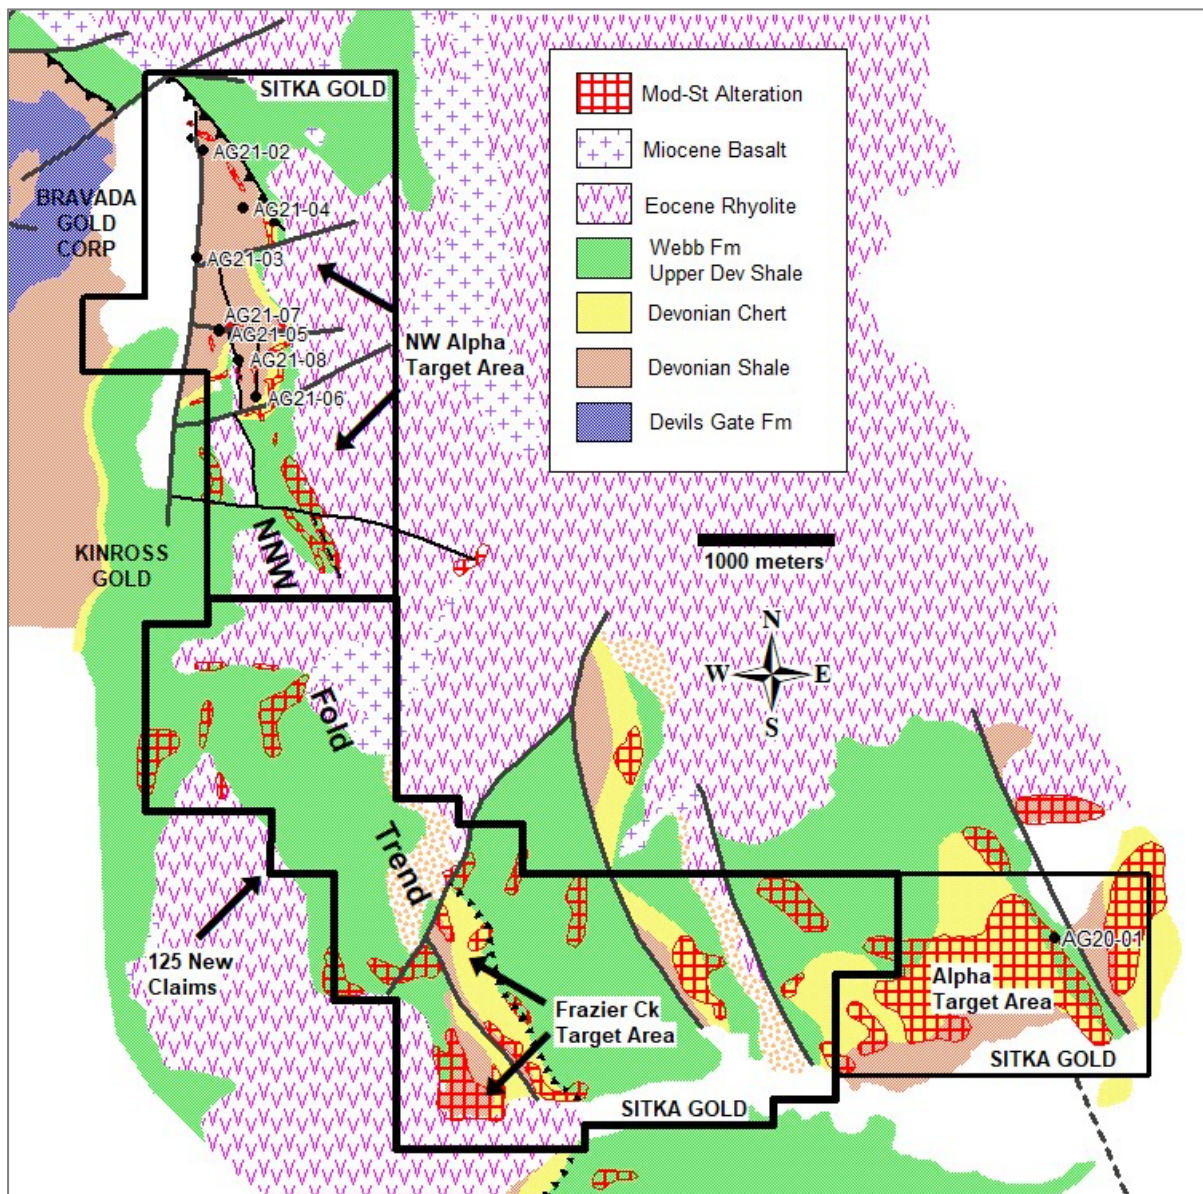 SITKA GOLD
AG21-02
BRAVADA
GOLD
CORP
AG21-04
AG21-03
AG21-07
AG21-05
AG21-08
AG21-06
NW Alpha
Target Area
Mod-St Alteration
Miocene Basalt
Eocene Rhyolite
Webb Fm
Upper Dev Shale
Devonian Chert
Devonian Shale
Devils Gate Fm
KINROSS
GOLD
NNW
Fold
Trend
1000 meters
N
W
E
S
125 New
Claims
Frazier Ck
Target Area
AG20-01
Alpha
Target Area
SITKA GOLD
SITKA GOLD